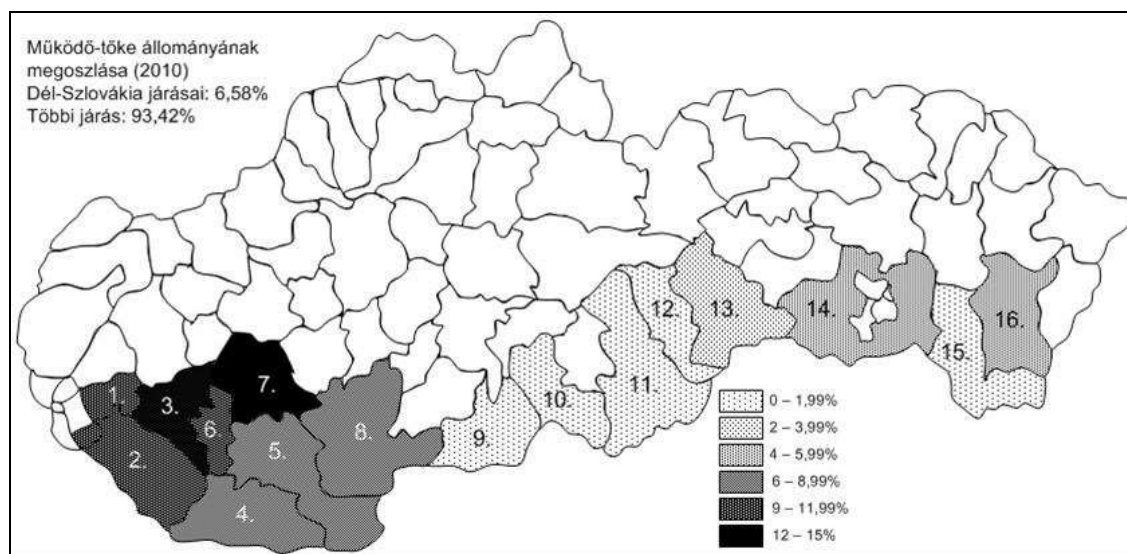 Működő-tőke állományának
megoszlása (2010)
Dél-Szlovákia járásai: 6,58%
Többi járás: 93,42%
12.
13.
14.
16.
15.
7.
1.
3.
11.
0 – 1,99%
10.
6.
8.
2 – 3,99%
9.
5.
2.
4 – 5,99%
6 – 8,99%
4.
9 – 11,99%
12 – 15%